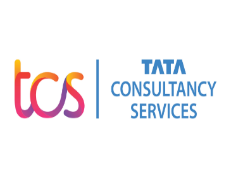 tcs
TATA
CONSULTANCY
SERVICES